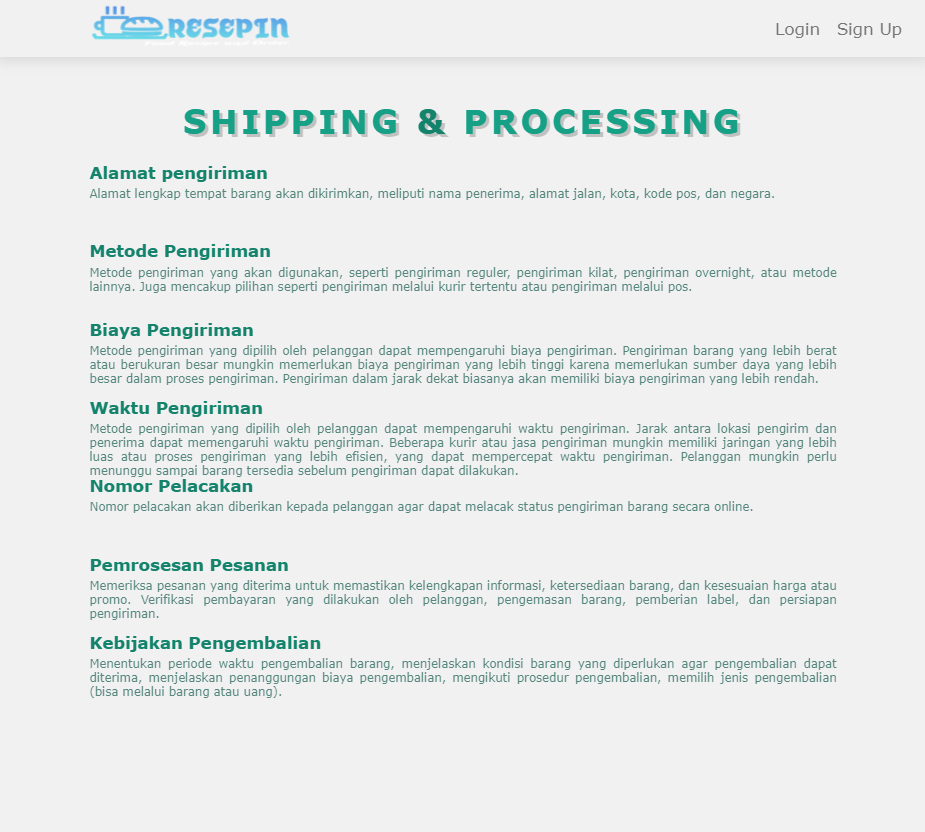 RESEPIN
Login Sign Up
SHIPPING & PROCESSING
Alamat pengiriman
Alamat lengkap tempat barang akan dikirimkan, meliputi nama penerima, alamat jalan, kota, kode pos, dan negara.
Metode Pengiriman
Metode pengiriman yang akan digunakan, seperti pengiriman reguler, pengiriman kilat, pengiriman overnight, atau metode
lainnya. Juga mencakup pilihan seperti pengiriman melalui kurir tertentu atau pengiriman melalui pos.
Biaya Pengiriman
Metode pengiriman yang dipilih oleh pelanggan dapat mempengaruhi biaya pengiriman. Pengiriman barang yang lebih berat
atau berukuran besar mungkin memerlukan biaya pengiriman yang lebih tinggi karena memerlukan sumber daya yang lebih
besar dalam proses pengiriman. Pengiriman dalam jarak dekat biasanya akan memiliki biaya pengiriman yang lebih rendah.
Waktu Pengiriman
Metode pengiriman yang dipilih oleh pelanggan dapat mempengaruhi waktu pengiriman. Jarak antara lokasi pengirim dan
penerima dapat memengaruhi waktu pengiriman. Beberapa kurir atau jasa pengiriman mungkin memiliki jaringan yang lebih
luas atau proses pengiriman yang lebih efisien, yang dapat mempercepat waktu pengiriman. Pelanggan mungkin perlu
menunggu sampai barang tersedia sebelum pengiriman dapat dilakukan.
Nomor Pelacakan
Nomor pelacakan akan diberikan kepada pelanggan agar dapat melacak status pengiriman barang secara online.
Pemrosesan Pesanan
Memeriksa pesanan yang diterima untuk memastikan kelengkapan informasi, ketersediaan barang, dan kesesuaian harga atau
promo. Verifikasi pembayaran yang dilakukan oleh pelanggan, pengemasan barang, pemberian label, dan persiapan
pengiriman.
Kebijakan Pengembalian
Menentukan periode waktu pengembalian barang, menjelaskan kondisi barang yang diperlukan agar pengembalian dapat
diterima, menjelaskan penanggungan biaya pengembalian, mengikuti prosedur pengembalian, memilih jenis pengembalian
(bisa melalui barang atau uang).